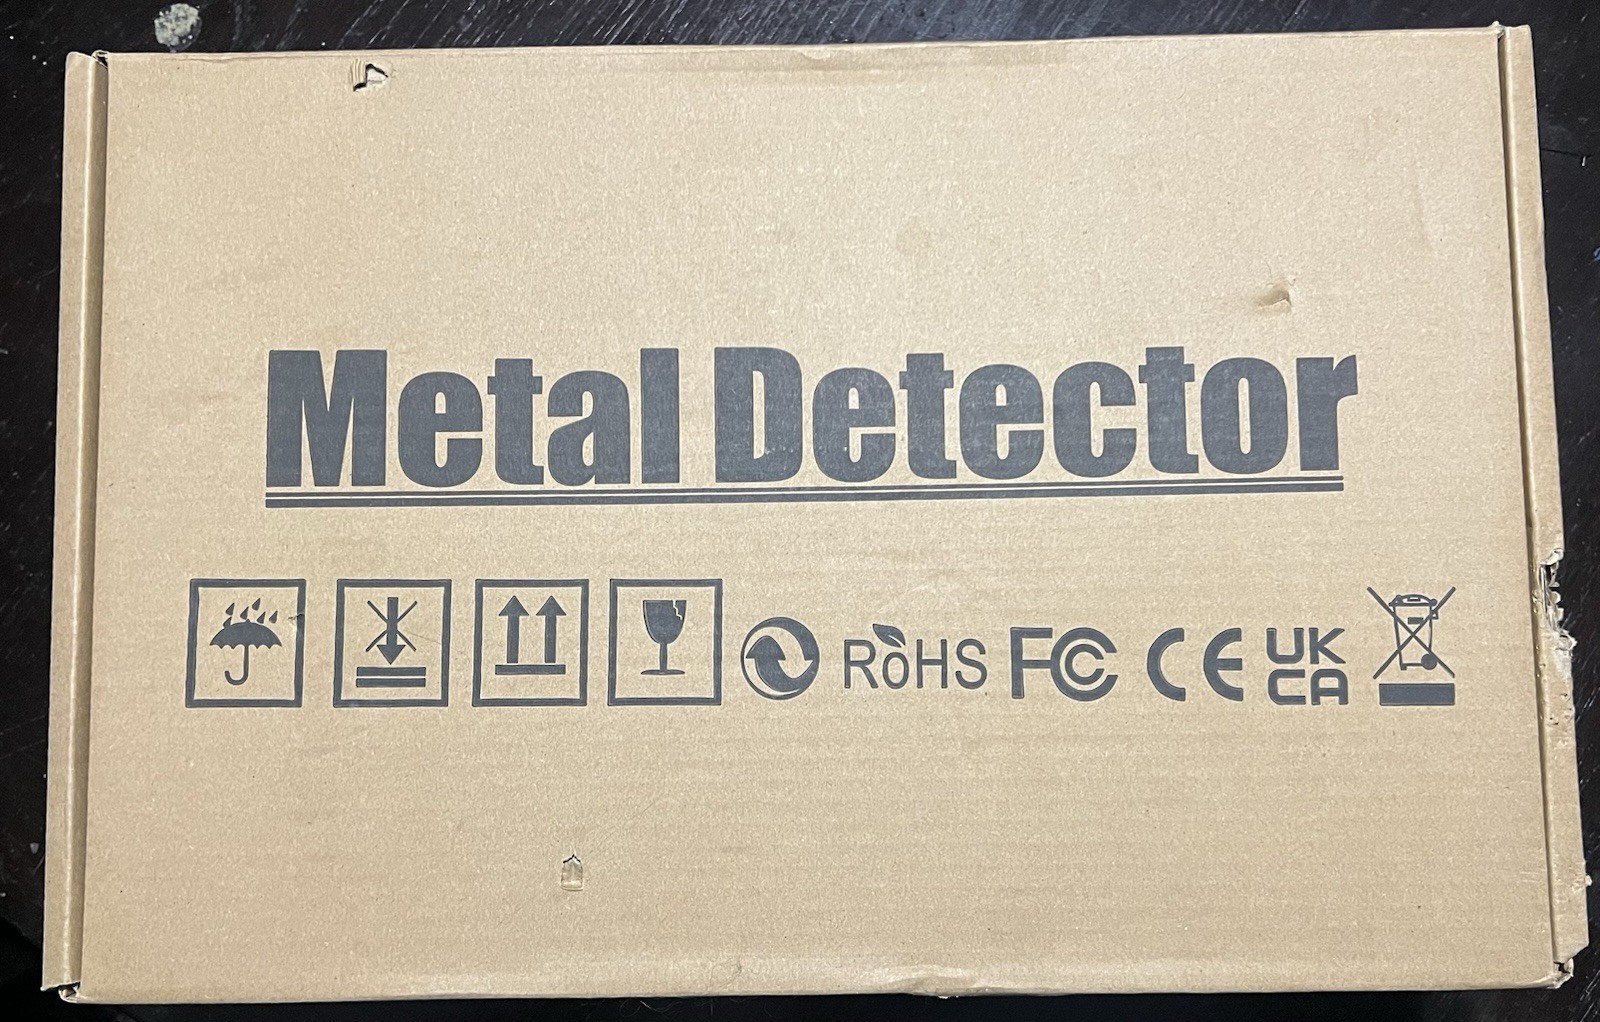 Metal Detector
RoHS FC CE UK
CA